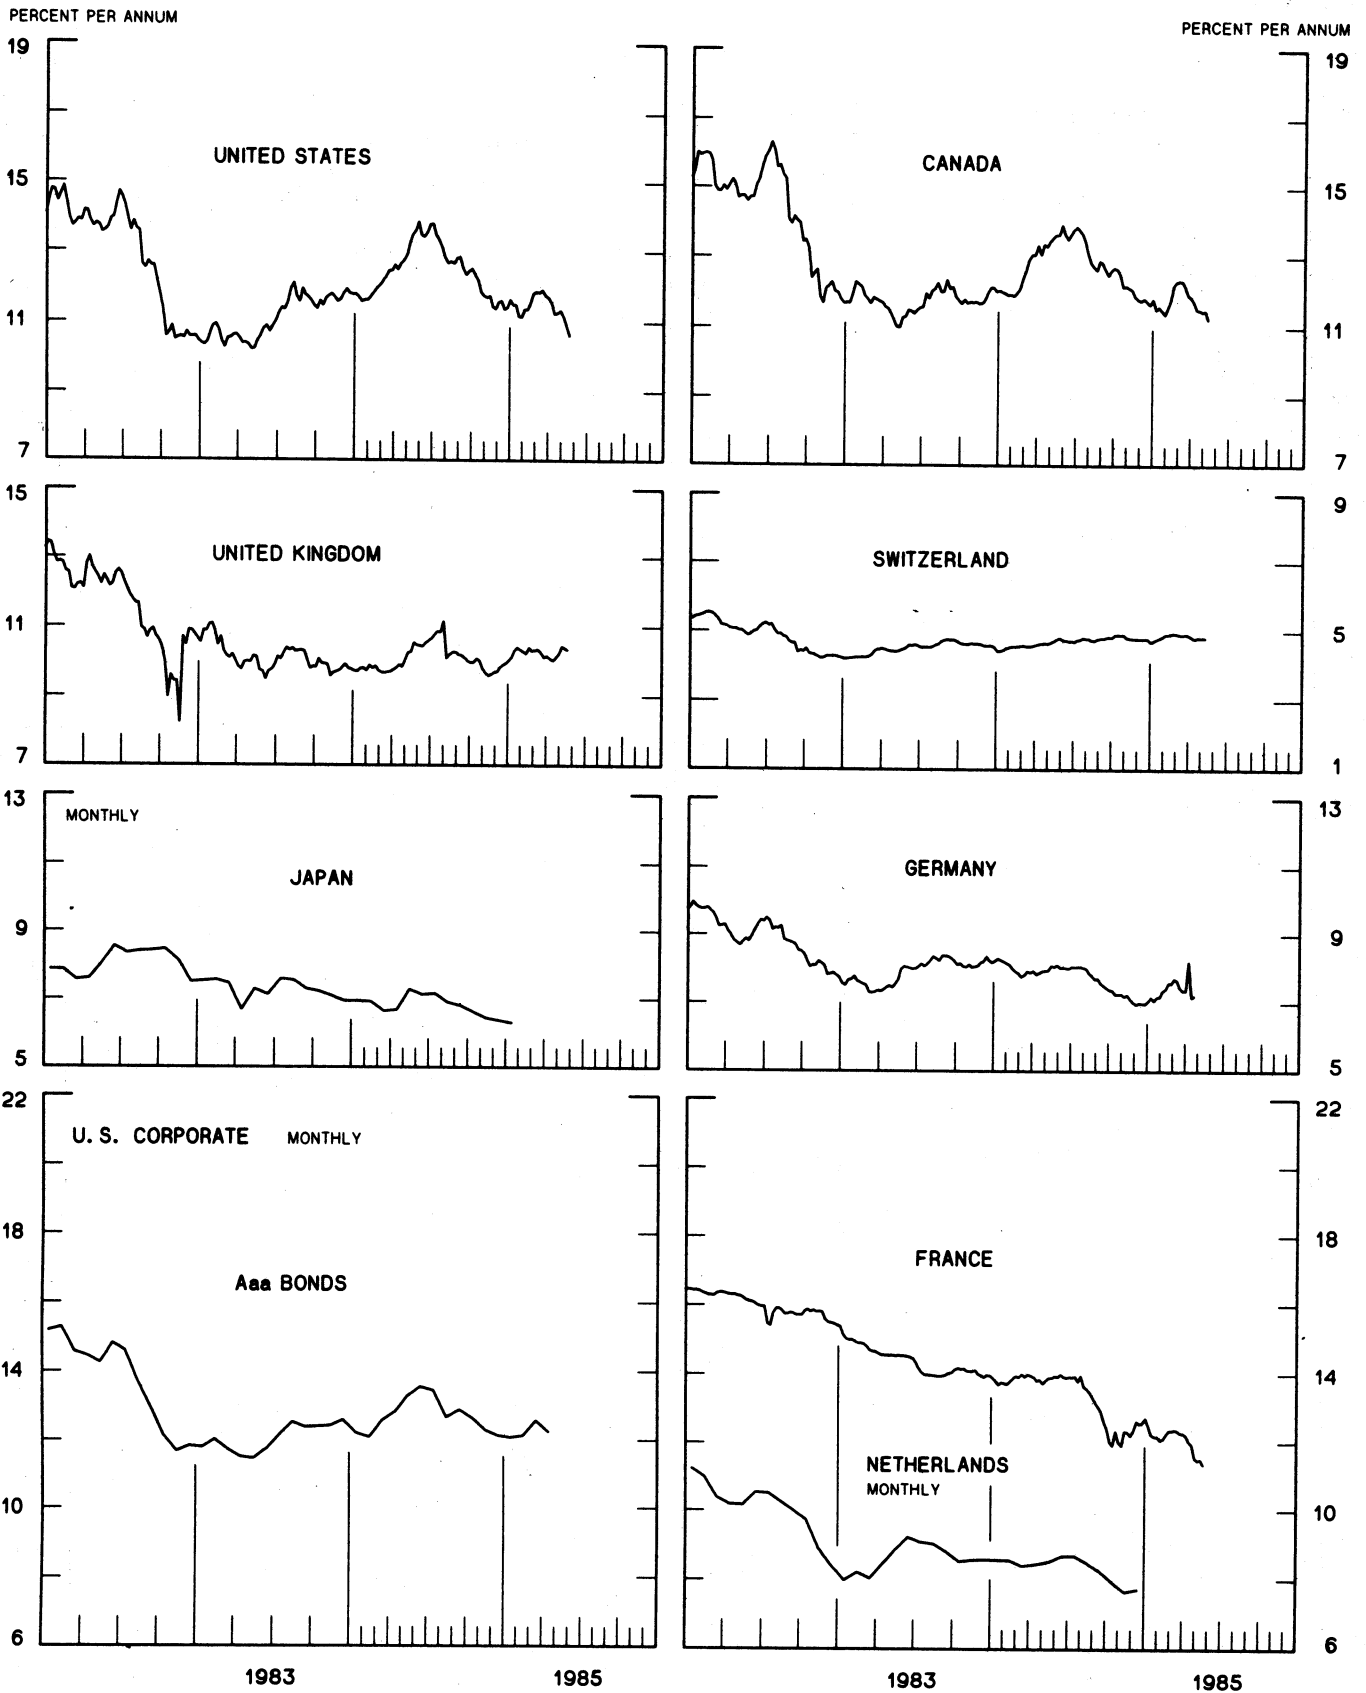 PERCENT PER ANNUM
PERCENT PER ANNUM
19
15
11
7
UNITED STATES
CANADA
19
15
11
7
15
11
7
UNITED KINGDOM
SWITZERLAND
9
5
1
13
9
5
MONTHLY
JAPAN
GERMANY
13
9
5
22
18
14
10
6
U. S. CORPORATE MONTHLY
Aaa BONDS
FRANCE
NETHERLANDS
MONTHLY
22
18
14
10
6
1983
1985
1983
1985